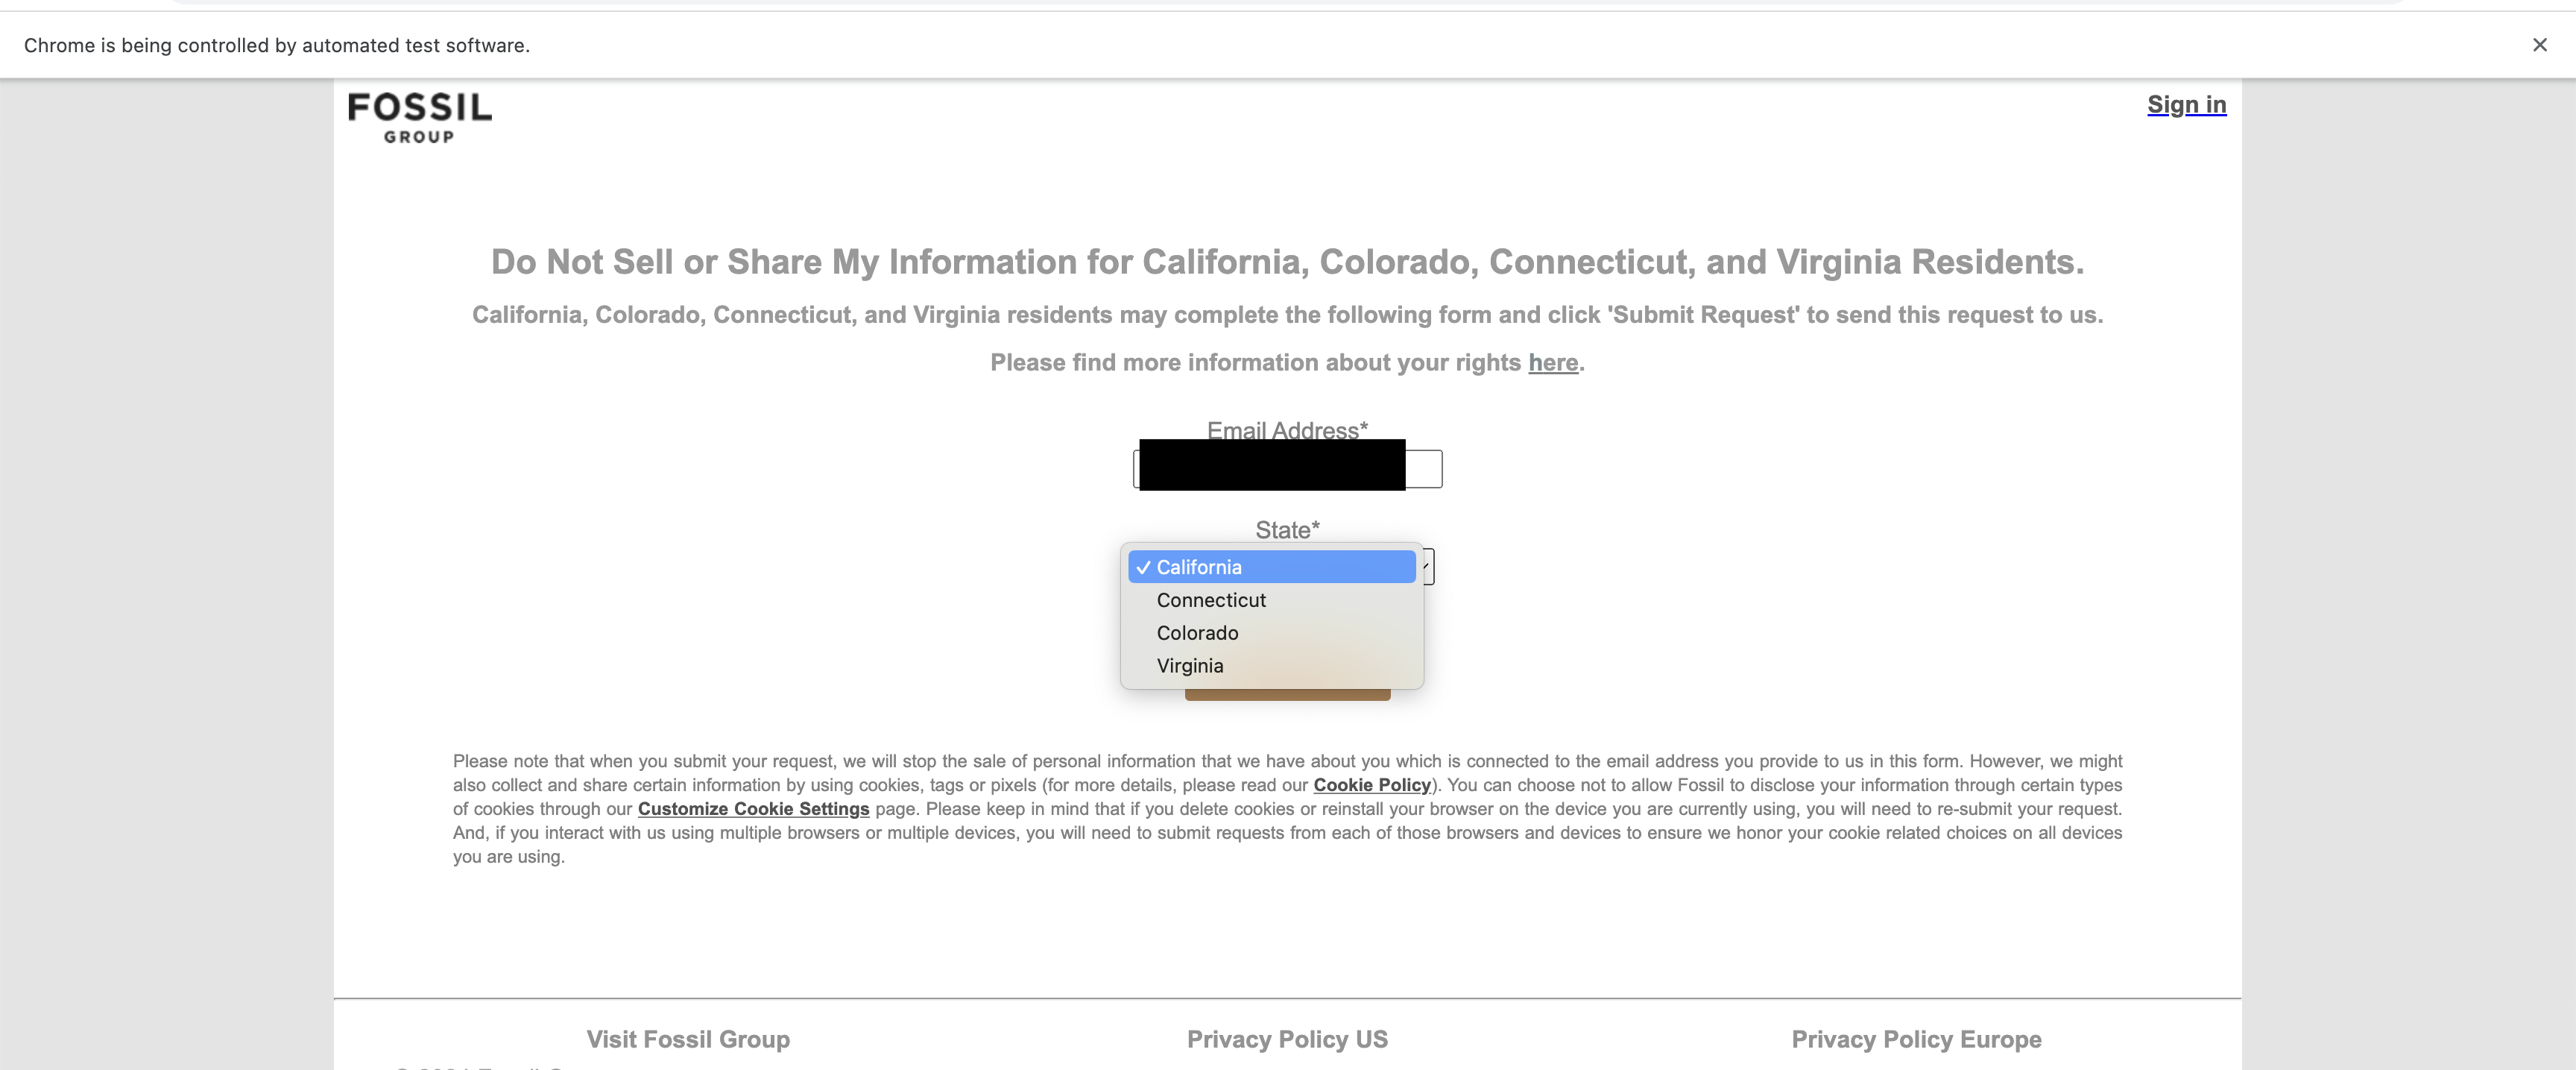 Chrome is being controlled by automated test software.
FOSSIL
GROUP
Sign in
Do Not Sell or Share My Information for California, Colorado, Connecticut, and Virginia Residents.
California, Colorado, Connecticut, and Virginia residents may complete the following form and click 'Submit Request' to send this request to us.
Please find more information about your rights here.
Email Address*
State*
California
Connecticut
Colorado
Virginia
Please note that when you submit your request, we will stop the sale of personal information that we have about you which is connected to the email address you provide to us in this form. However, we might
also collect and share certain information by using cookies, tags or pixels (for more details, please read our Cookie Policy). You can choose not to allow Fossil to disclose your information through certain types
of cookies through our Customize Cookie Settings page. Please keep in mind that if you delete cookies or reinstall your browser on the device you are currently using, you will need to re-submit your request.
And, if you interact with us using multiple browsers or multiple devices, you will need to submit requests from each of those browsers and devices to ensure we honor your cookie related choices on all devices
you are using.
Visit Fossil Group
Privacy Policy US
Privacy Policy Europe